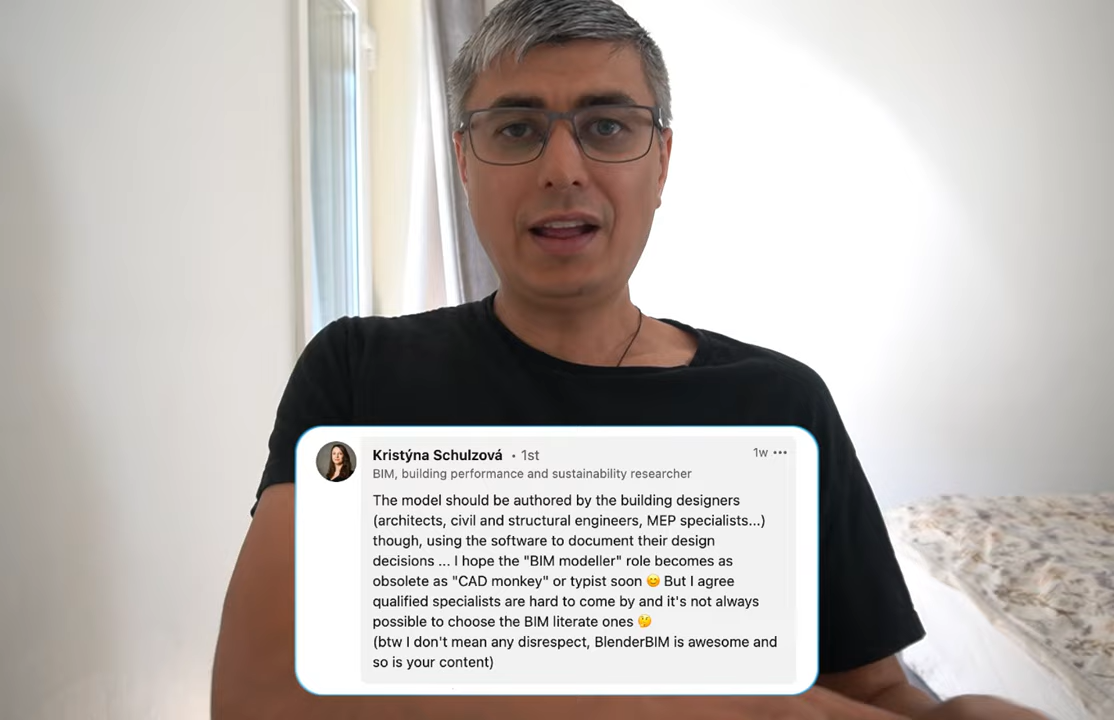 Kristýna Schulzová · 1st
1w •••
BIM, building performance and sustainability researcher
The model should be authored by the building designers
(architects, civil and structural engineers, MEP specialists...)
though, using the software to document their design
decisions ... I hope the "BIM modeller" role becomes as
obsolete as "CAD monkey" or typist soon 😊 But I agree
qualified specialists are hard to come by and it's not always
possible to choose the BIM literate ones 🤔
(btw I don't mean any disrespect, BlenderBIM is awesome and
so is your content)